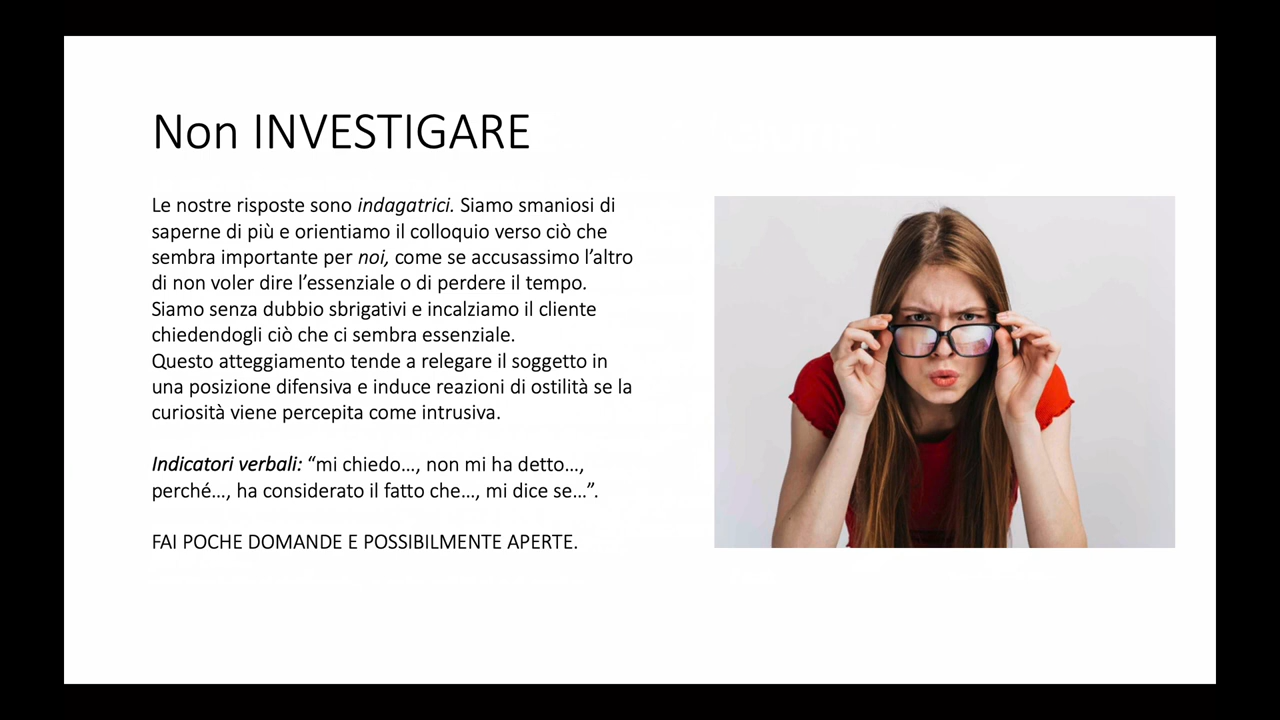 Non INVESTIGARE
Le nostre risposte sono indagatrici. Siamo smaniosi di
saperne di più e orientiamo il colloquio verso ciò che
sembra importante per noi, come se accusassimo l’altro
di non voler dire l’essenziale o di perdere il tempo.
Siamo senza dubbio sbrigativi e incalziamo il cliente
chiedendogli ciò che ci sembra essenziale.
Questo atteggiamento tende a relegare il soggetto in
una posizione difensiva e induce reazioni di ostilità se la
curiosità viene percepita come intrusiva.
Indicatori verbali: “mi chiedo…, non mi ha detto…,
perché…, ha considerato il fatto che…, mi dice se…”.
FAI POCHE DOMANDE E POSSIBILMENTE APERTE.